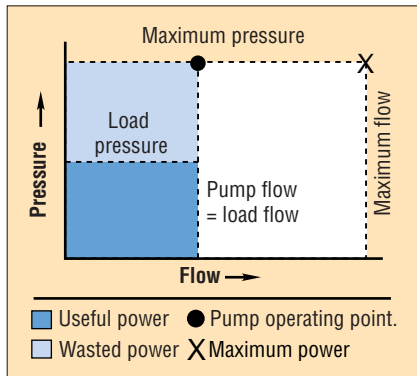 Maximum pressure
X
Load
pressure
Pressure
Pump flow
= load flow
Maximum flow
Flow
Useful power
Pump operating point.
Wasted power
X Maximum power